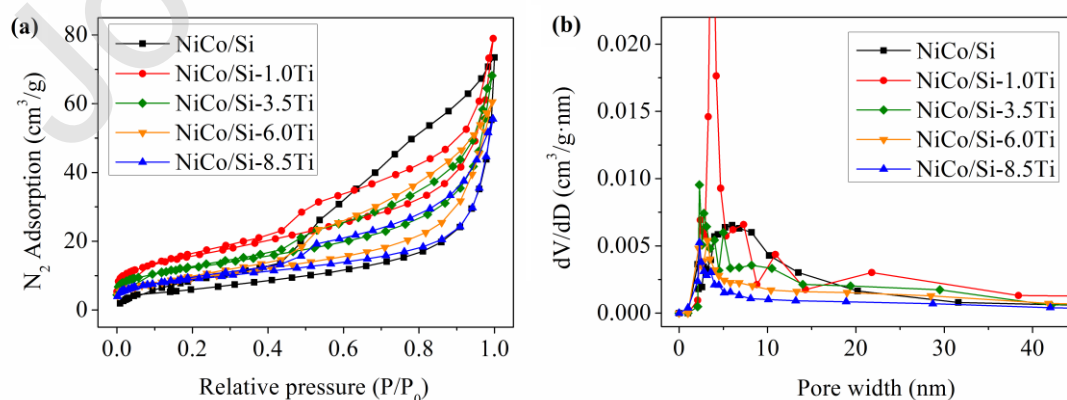 (a)
NiCo/Si
NiCo/Si-1.0Ti
NiCo/Si-3.5Ti
NiCo/Si-6.0Ti
NiCo/Si-8.5Ti
N₂ Adsorption (cm³/g)
80
60
40
20
0
0.0 0.2 0.4 0.6 0.8 1.0
Relative pressure (P/P₀)
(b)
NiCo/Si
NiCo/Si-1.0Ti
NiCo/Si-3.5Ti
NiCo/Si-6.0Ti
NiCo/Si-8.5Ti
dV/dD (cm³/g·nm)
0.020
0.015
0.010
0.005
0.000
0 10 20 30 40
Pore width (nm)